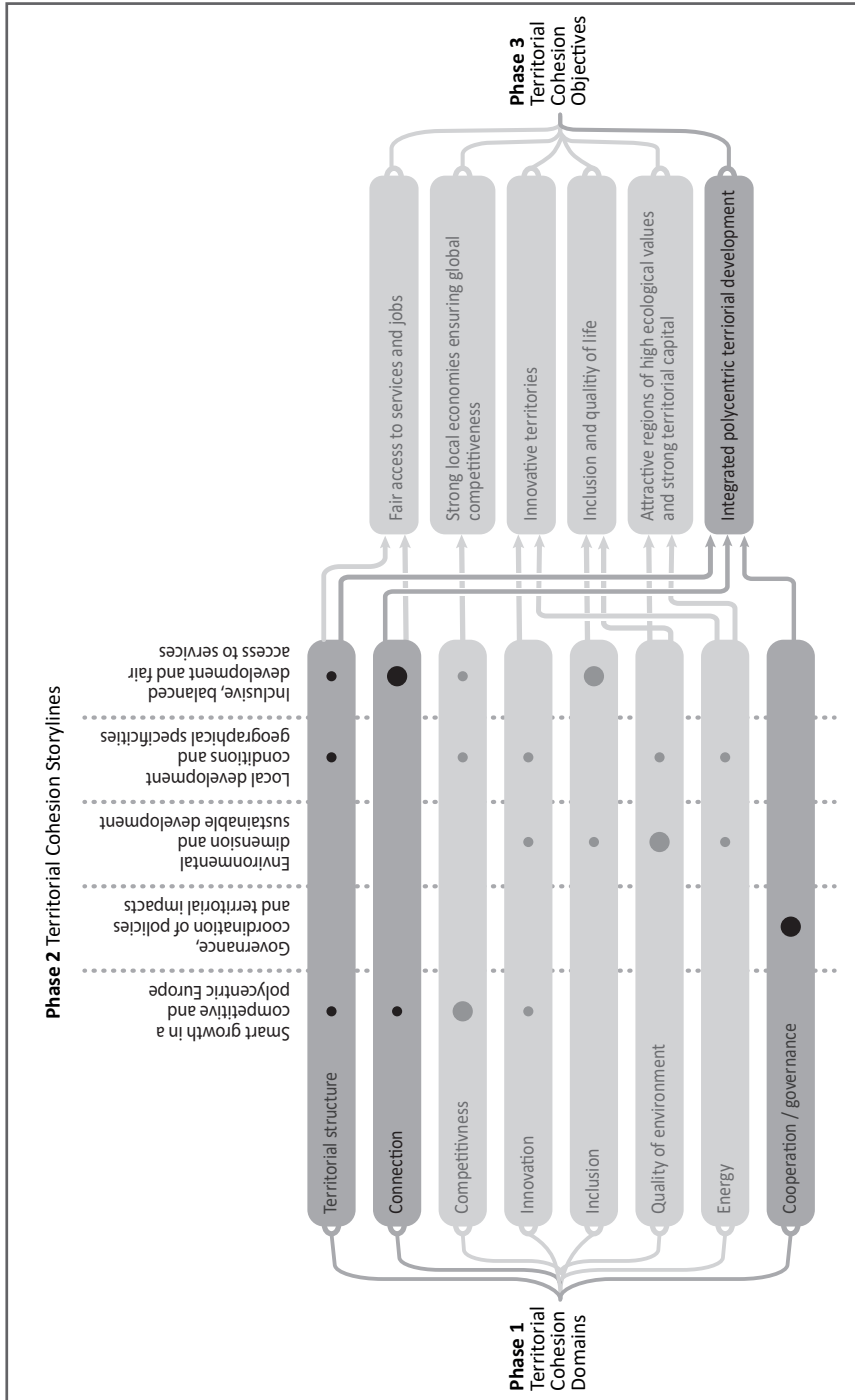 Phase 2 Territorial Cohesion Storylines
Smart growth in a
competitive and
polycentric Europe
Governance,
coordination of policies
and territorial impacts
Environmental
dimension and
sustainable development
Local development
conditions and
geographical specificities
Inclusive, balanced
development and fair
access to services
Phase 1
Territorial
Cohesion
Domains
Territorial structure
Connection
Competitivness
Innovation
Inclusion
Quality of environment
Energy
Cooperation / governance
Phase 3
Territorial
Cohesion
Objectives
Fair access to services and jobs
Strong local economies ensuring global
competitiveness
Innovative territories
Inclusion and qualitiy of life
Attractive regions of high ecological values
and strong territorial capital
Integrated polycentric terriorial development